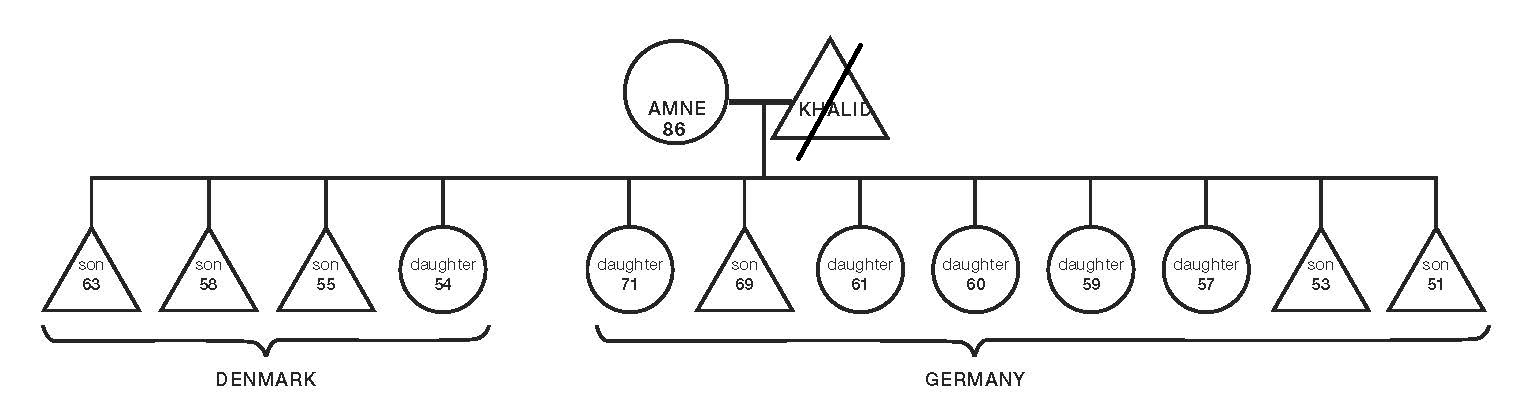 AMNE
86
KHALID
son
63
son
58
son
55
daughter
54
daughter
71
son
69
daughter
61
daughter
60
daughter
59
daughter
57
son
53
son
51
DENMARK
GERMANY